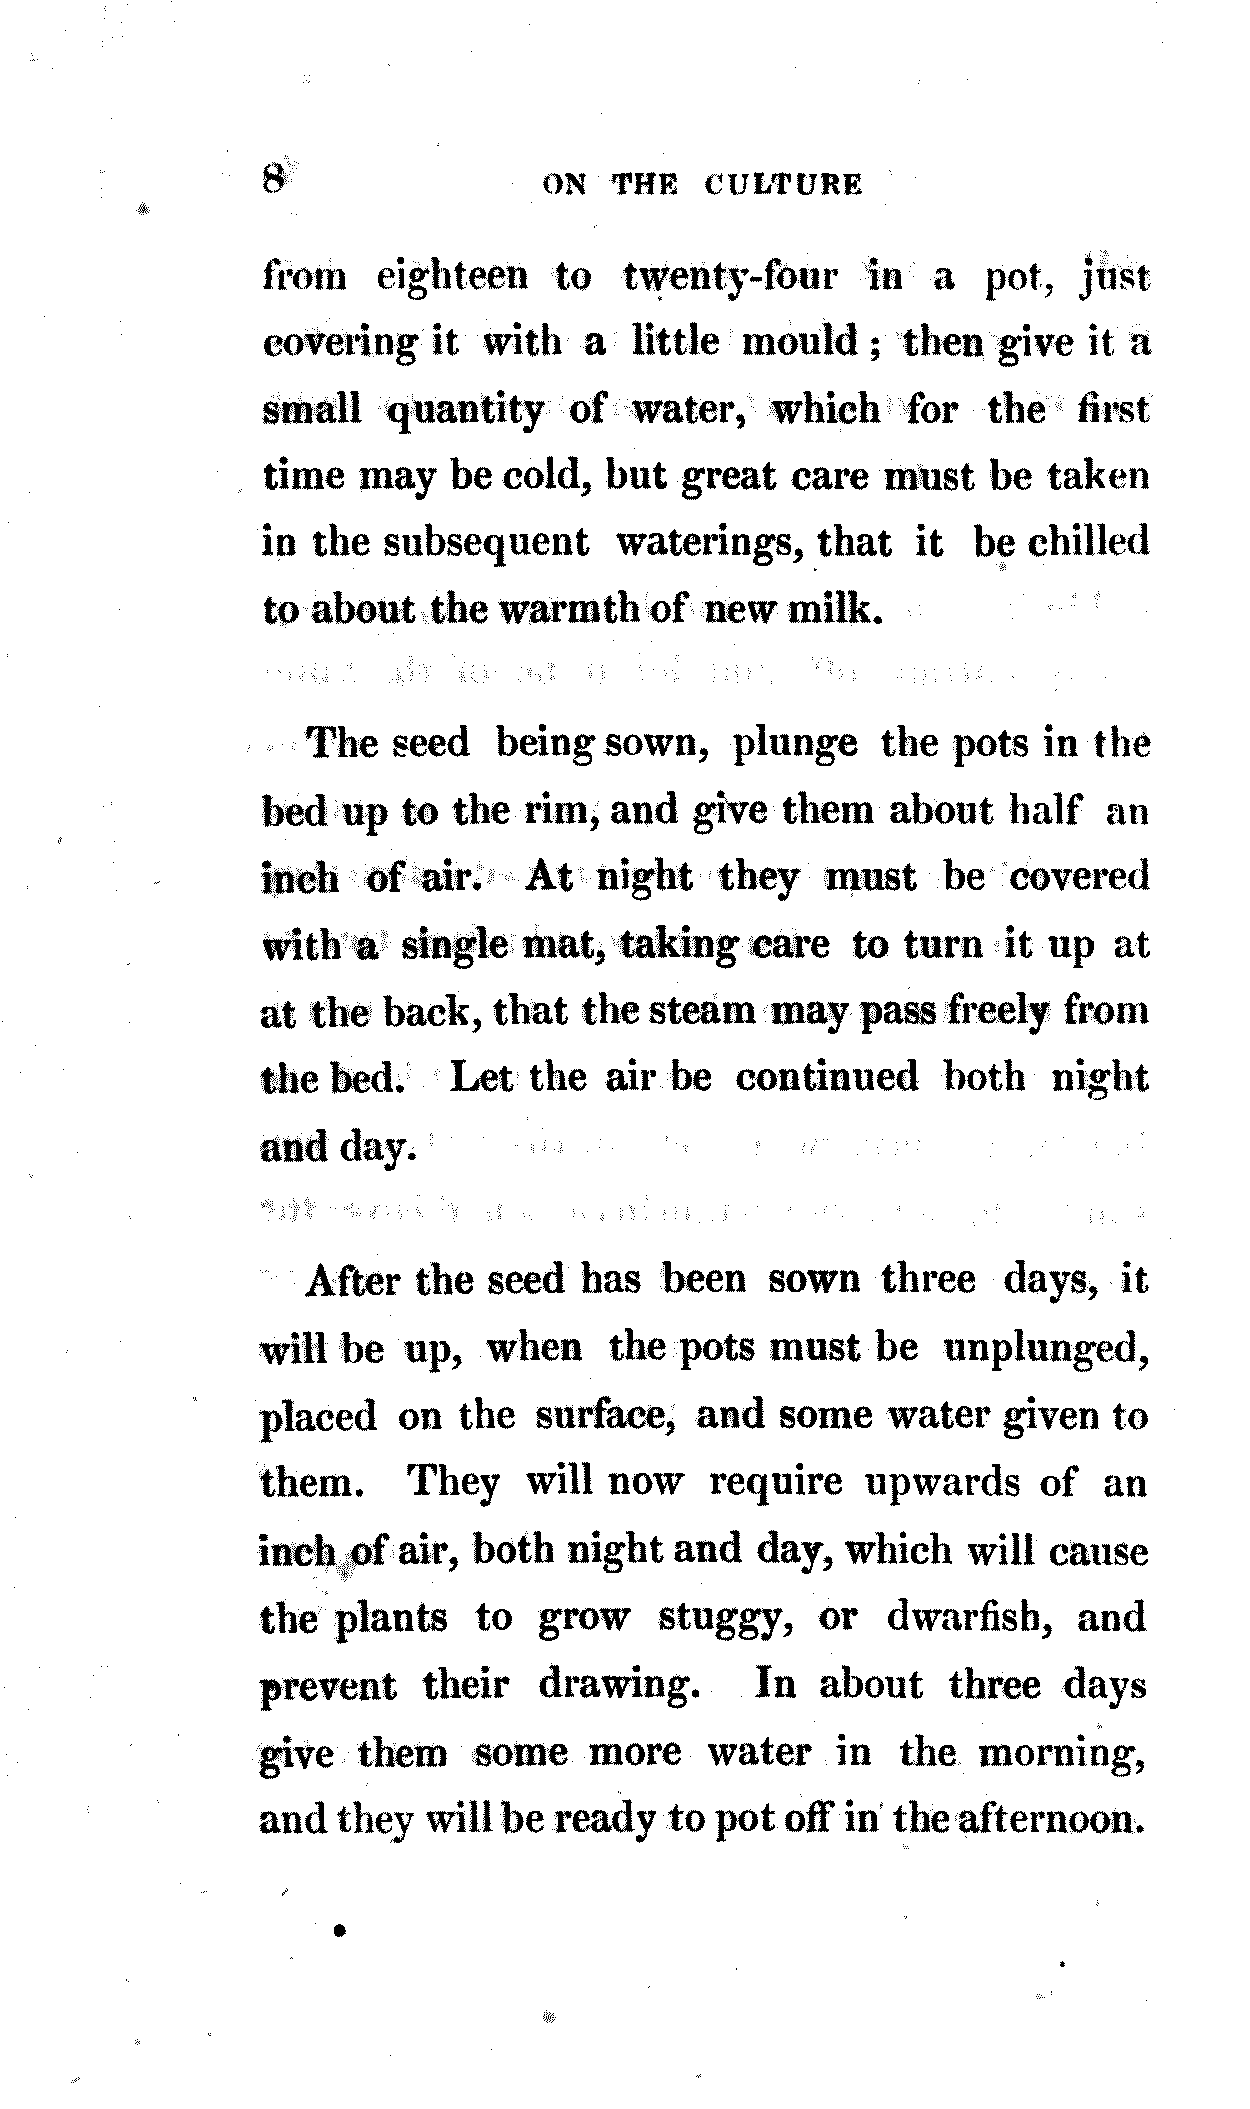 8 ON THE CULTURE
from eighteen to twenty-four in a pot, just
covering it with a little mould ; then give it a
small quantity of water, which for the first
time may be cold, but great care must be taken
in the subsequent waterings, that it be chilled
to about the warmth of new milk.
The seed being sown, plunge the pots in the
bed up to the rim, and give them about half an
inch of air. At night they must be covered
with a single mat, taking care to turn it up at
at the back, that the steam may pass freely from
the bed. Let the air be continued both night
and day.
After the seed has been sown three days, it
will be up, when the pots must be unplunged,
placed on the surface, and some water given to
them. They will now require upwards of an
inch of air, both night and day, which will cause
the plants to grow stuggy, or dwarfish, and
prevent their drawing. In about three days
give them some more water in the morning,
and they will be ready to pot off in the afternoon.